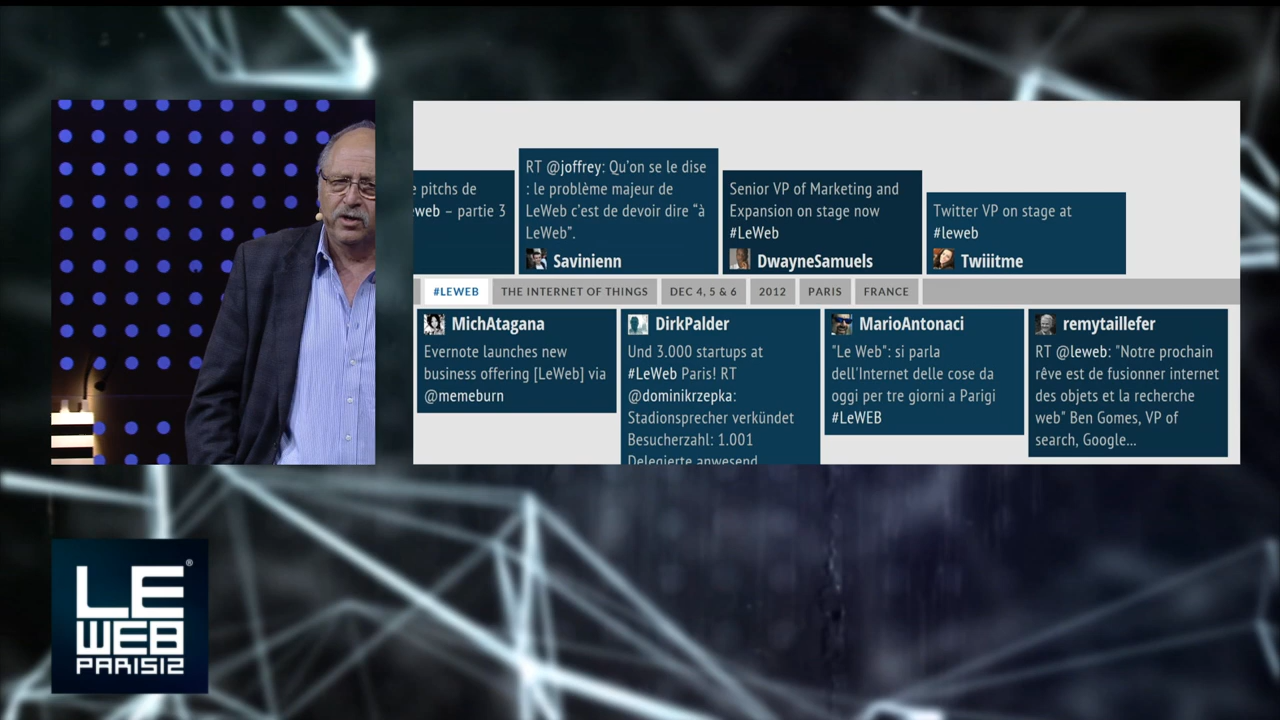 e pitchs de
eweb – partie 3
RT @joffrey: Qu'on se le dise
: le problème majeur de
LeWeb c'est de devoir dire “à
LeWeb”.
Savinienn
Senior VP of Marketing and
Expansion on stage now
#LeWeb
DwayneSamuels
Twitter VP on stage at
#leweb
Twiiitme
#LEWEB
THE INTERNET OF THINGS
DEC 4, 5 & 6
2012
PARIS
FRANCE
MichAtagana
Evernote launches new
business offering [LeWeb] via
@memeburn
DirkPalder
Und 3.000 startups at
#LeWeb Paris! RT
@dominikrzepka:
Stadionsprecher verkündet
Besucherzahl: 1.001
Delegierte anwesend
MarioAntonaci
"Le Web": si parla
dell'Internet delle cose da
oggi per tre giorni a Parigi
#LeWEB
remytaillefer
RT @leweb: "Notre prochain
rêve est de fusionner internet
des objets et la recherche
web" Ben Gomes, VP of
search, Google...
LE®
WEB
PARIS12